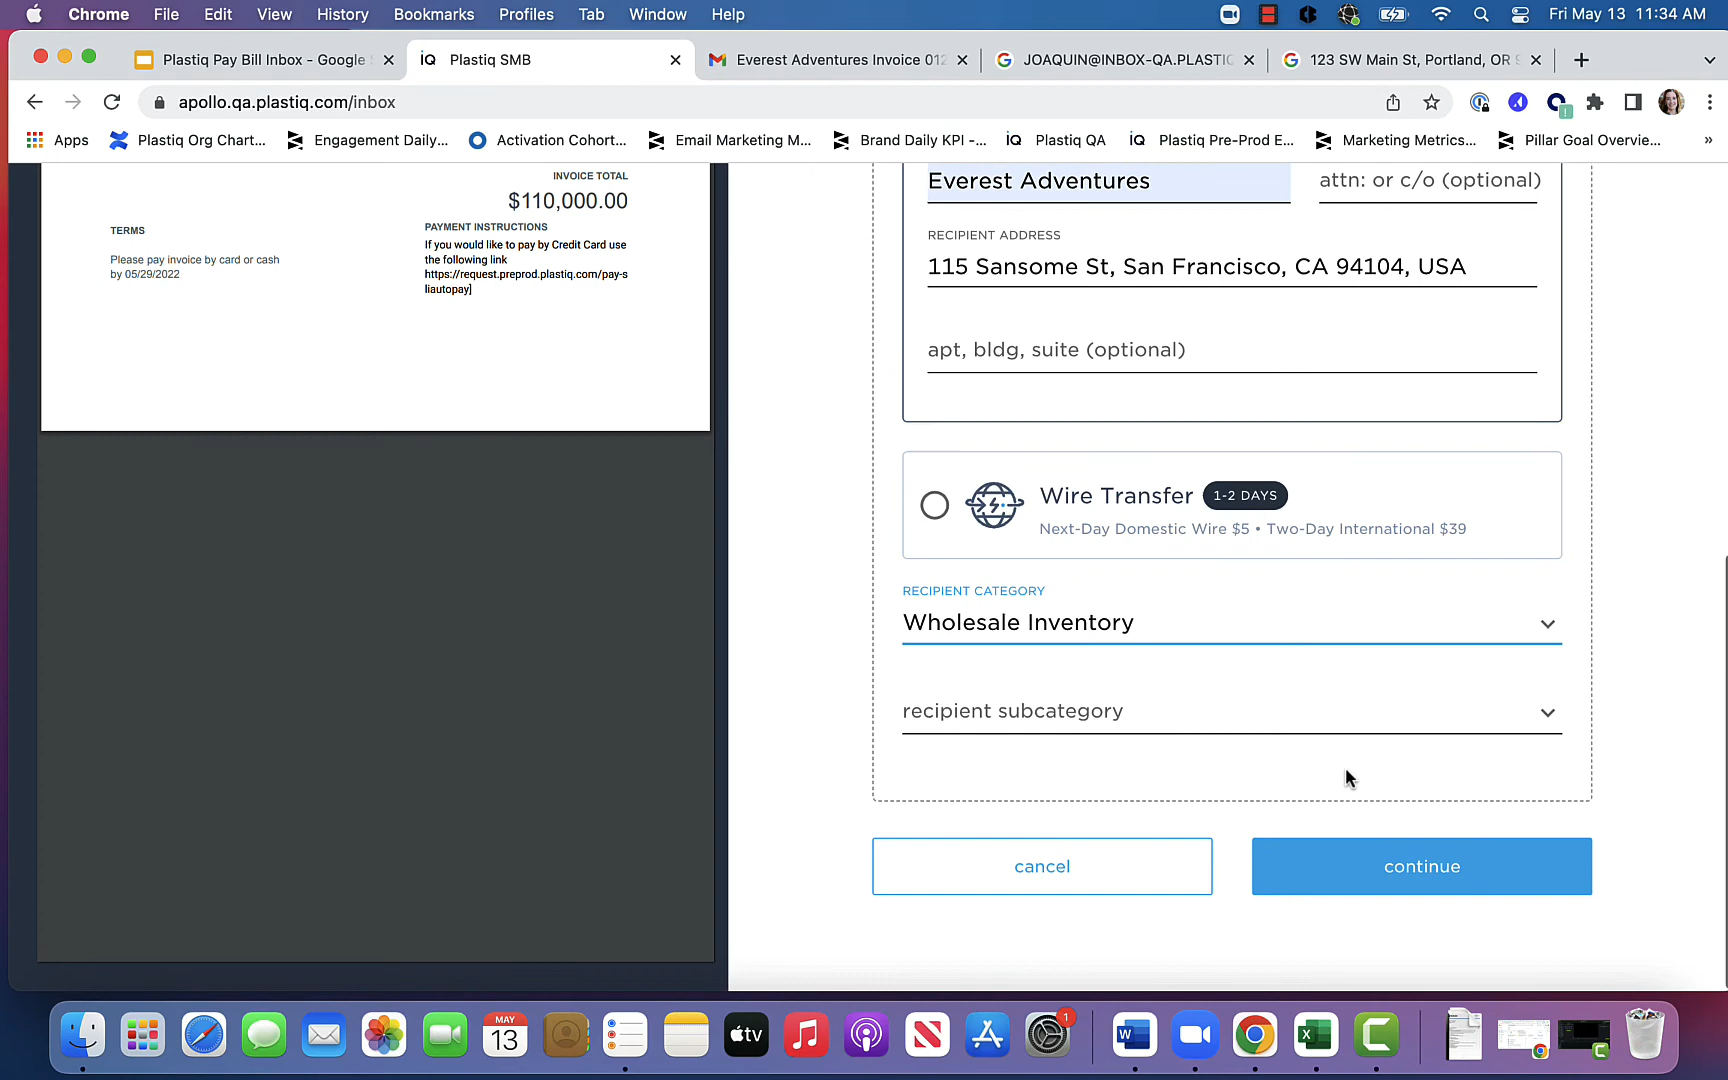 Chrome File Edit View History Bookmarks Profiles Tab Window Help Fri May 13 11:34 AM
Plastiq Pay Bill Inbox - Google
iQ Plastiq SMB
Everest Adventures Invoice 012
JOAQUIN@INBOX-QA.PLASTIC
123 SW Main St, Portland, OR
apollo.qa.plastiq.com/inbox
Apps Plastiq Org Chart... Engagement Daily... Activation Cohort... Email Marketing M... Brand Daily KPI -... iQ Plastiq QA iQ Plastiq Pre-Prod E... Marketing Metrics... Pillar Goal Overvie... »
INVOICE TOTAL
$110,000.00
TERMS
Please pay invoice by card or cash
by 05/29/2022
PAYMENT INSTRUCTIONS
If you would like to pay by Credit Card use
the following link
https://request.preprod.plastiq.com/pay-s
liautopay]
Everest Adventures
attn: or c/o (optional)
RECIPIENT ADDRESS
115 Sansome St, San Francisco, CA 94104, USA
apt, bldg, suite (optional)
Wire Transfer 1-2 DAYS
Next-Day Domestic Wire $5 • Two-Day International $39
RECIPIENT CATEGORY
Wholesale Inventory
recipient subcategory
cancel
continue
MAY
13
tv
1